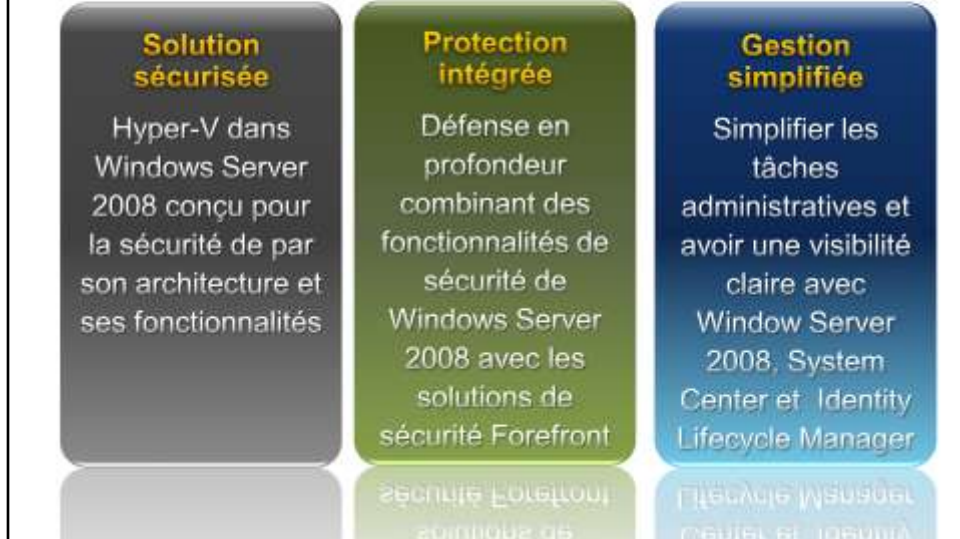 Solution
sécurisée
Hyper-V dans
Windows Server
2008 conçu pour
la sécurité de par
son architecture et
ses fonctionnalités
Protection
intégrée
Défense en
profondeur
combinant des
fonctionnalités de
sécurité de
Windows Server
2008 avec les
solutions de
sécurité Forefront
Gestion
simplifiée
Simplifier les
tâches
administratives et
avoir une visibilité
claire avec
Window Server
2008, System
Center et Identity
Lifecycle Manager